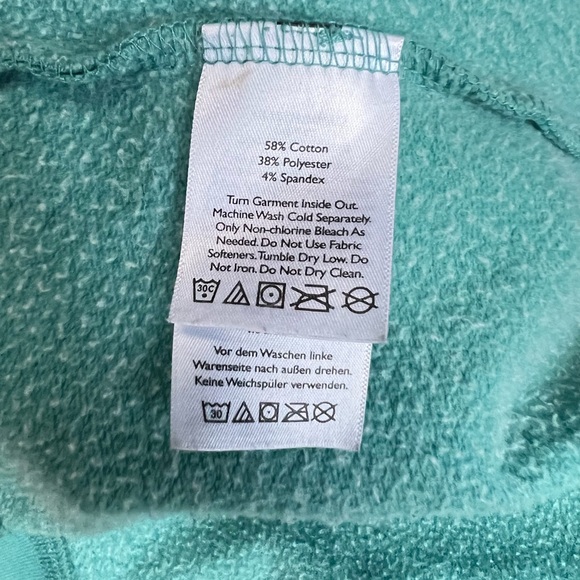 58% Cotton
38% Polyester
4% Spandex
Turn Garment Inside Out.
Machine Wash Cold Separately.
Only Non-chlorine Bleach As
Needed. Do Not Use Fabric
Softeners. Tumble Dry Low. Do
Not Iron. Do Not Dry Clean.
30C
Vor dem Waschen linke
Warenseite nach außen drehen.
Keine Weichspüler verwenden.
30